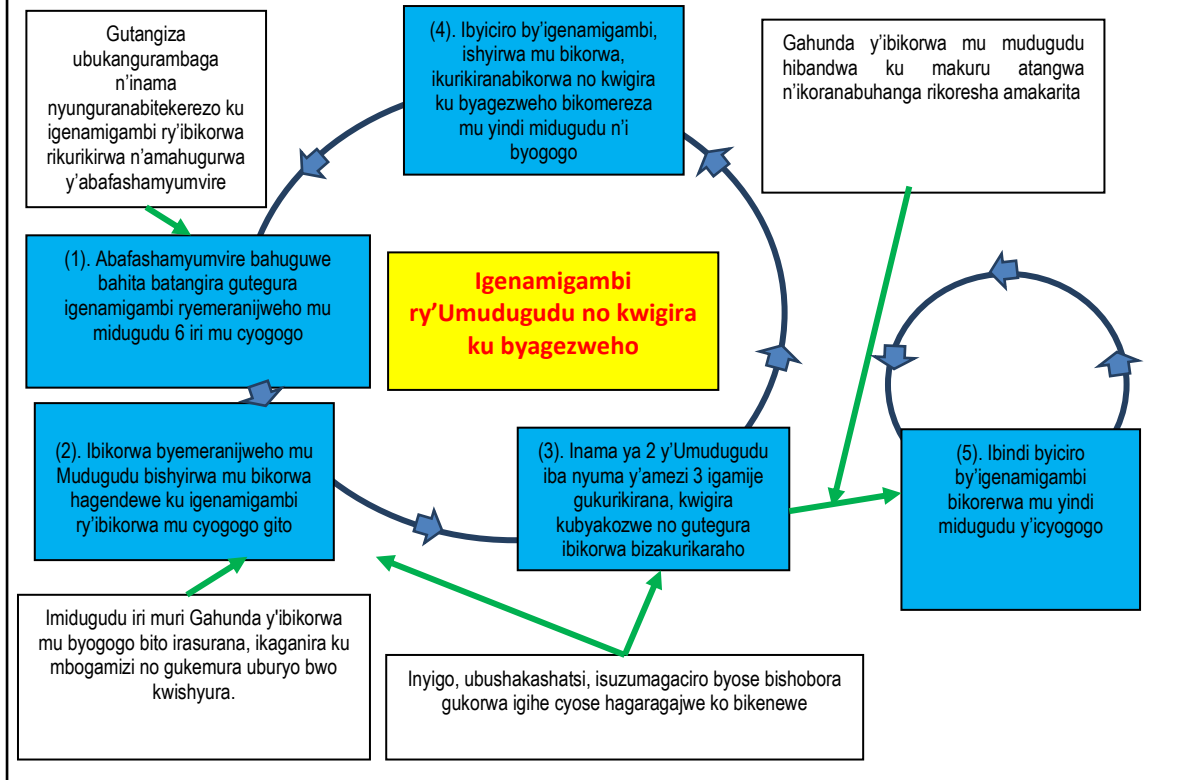 Gutangiza
ubukangurambaga
n’inama
nyunguranabitekerezo ku
igenamigambi ry’ibikorwa
rikurikirwa n’amahugurwa
y’abafashamyumvire
(4). Ibyiciro by’igenamigambi,
ishyirwa mu bikorwa,
ikurikiranabikorwa no kwigira
ku byagezweho bikomereza
mu yindi midugudu n’i
byogogo
Gahunda y’ibikorwa mu mudugudu
hibandwa ku makuru atangwa
n’ikoranabuhanga rikoresha amakarita
(1). Abafashamyumvire bahuguwe
bahita batangira gutegura
igenamigambi ryemeranijweho mu
midugudu 6 iri mu cyogogo
Igenamigambi
ry’Umudugudu no kwigira
ku byagezweho
(2). Ibikorwa byemeranijweho mu
Mudugudu bishyirwa mu bikorwa
hagendewe ku igenamigambi
ry’ibikorwa mu cyogogo gito
(3). Inama ya 2 y’Umudugudu
iba nyuma y’amezi 3 igamije
gukurikirana, kwigira
kubyakozwe no gutegura
ibikorwa bizakurikaraho
(5). Ibindi byiciro
by’igenamigambi
bikorerwa mu yindi
midugudu y’icyogogo
Imidugudu iri muri Gahunda y'ibikorwa
mu byogogo bito irasurana, ikaganira ku
mbogamizi no gukemura uburyo bwo
kwishyura.
Inyigo, ubushakashatsi, isuzumagaciro byose bishobora
gukorwa igihe cyose hagaragajwe ko bikenewe